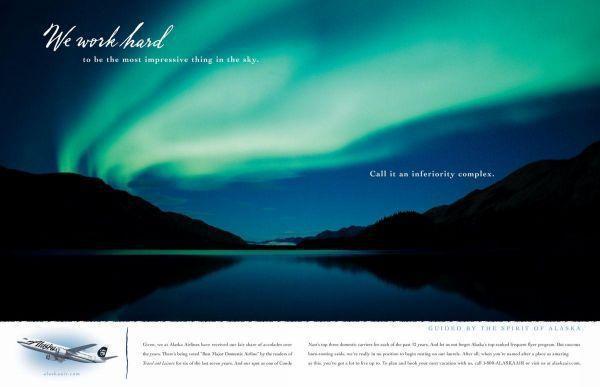 We work hard
to be the most impressive thing in the sky.
Call it an inferiority complex.
GUIDED BY THE SPIRIT OF ALASKA.
Alaska
alaskaair.com
Given, we at Alaska Airlines have received our fair share of accolades over
the years. There's being voted "Best Major Domestic Airline" by the readers of
Travel and Leisure for six of the last seven years. And our spot as one of Conde
Nast's top three domestic carriers for each of the past 12 years. And let us not forget Alaska's top ranked frequent flyer program. But raucous
horn-tooting aside, we're really in no position to begin resting on our laurels. After all, when you're named after a place as amazing
as this, you've got a lot to live up to. To plan and book your next vacation with us, call 1-800-ALASKAAIR or visit us at alaskaair.com.